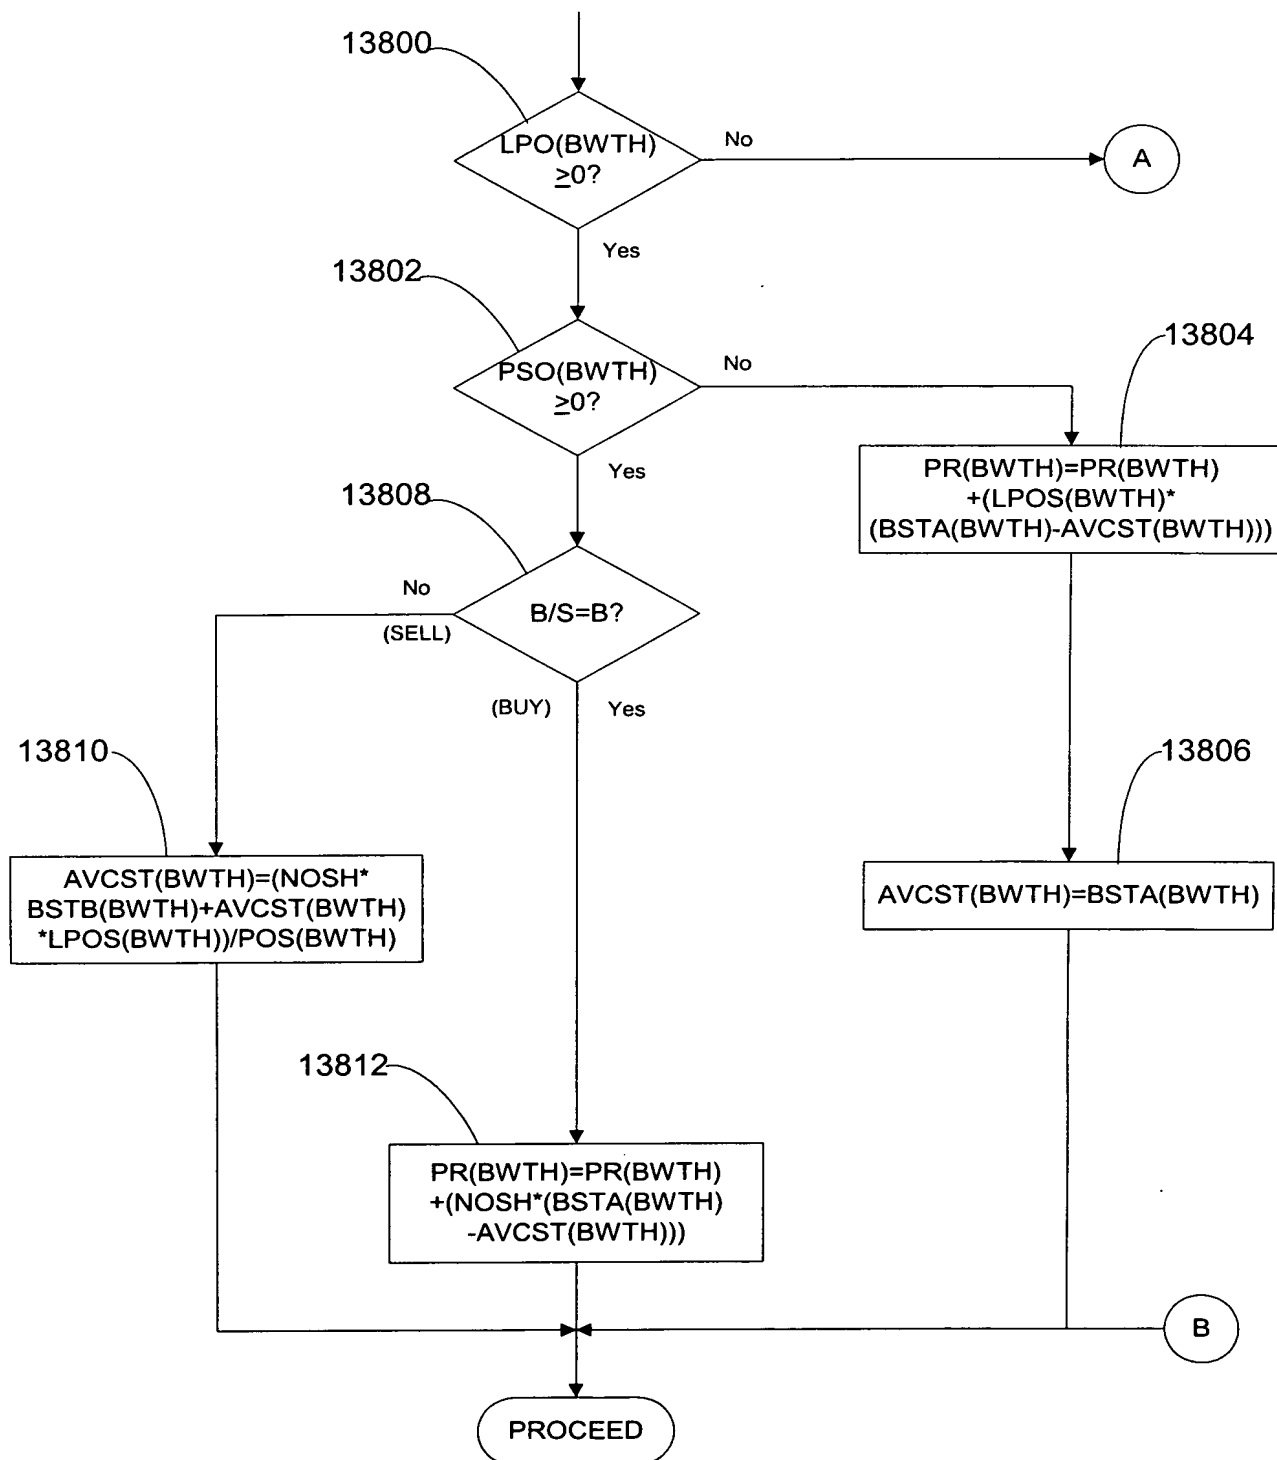 13800
LPO(BWTH)
≥0?
No
A
Yes
13802
PSO(BWTH)
≥0?
No
13804
PR(BWTH)=PR(BWTH)
+(LPOS(BWTH)*
(BSTA(BWTH)-AVCST(BWTH)))
Yes
13808
B/S=B?
No
(SELL)
(BUY)
Yes
13810
AVCST(BWTH)=(NOSH*
BSTB(BWTH)+AVCST(BWTH)
*LPOS(BWTH))/POS(BWTH)
13806
AVCST(BWTH)=BSTA(BWTH)
13812
PR(BWTH)=PR(BWTH)
+(NOSH*(BSTA(BWTH)
-AVCST(BWTH)))
B
PROCEED